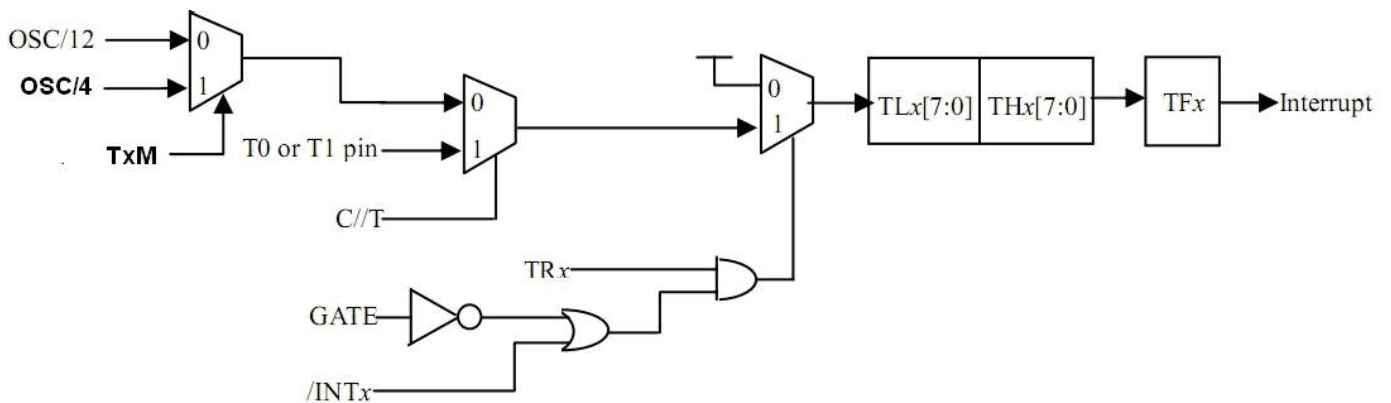 OSC/12
0
OSC/4
1
TxM
0
T0 or T1 pin
1
C//T
0
1
TLx[7:0]
THx[7:0]
TFx
Interrupt
TRx
GATE
/INTx